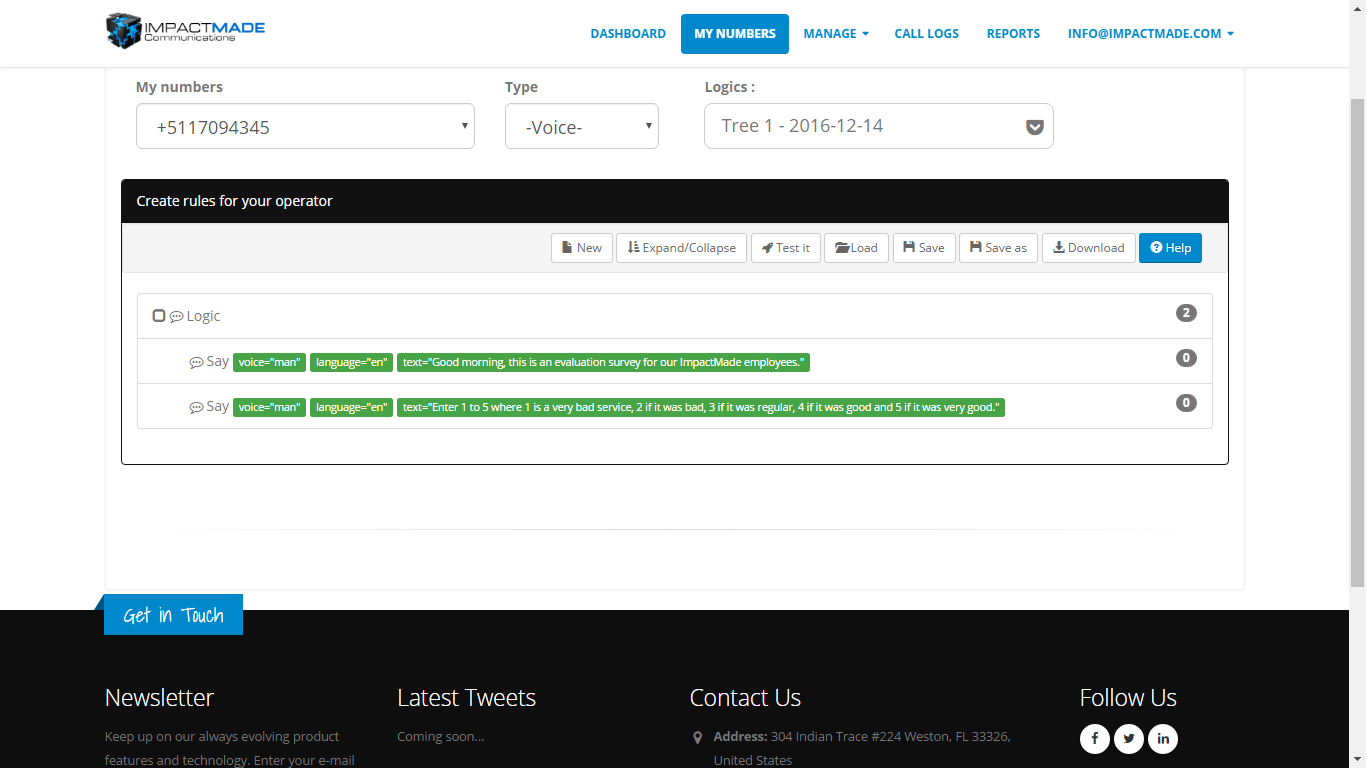 IMPACTMADE
Communications
DASHBOARD
MY NUMBERS
MANAGE
CALL LOGS
REPORTS
INFO@IMPACTMADE.COM
My numbers
Type
Logics :
+5117094345
-Voice-
Tree 1 - 2016-12-14
Create rules for your operator
New
Expand/Collapse
Test it
Load
Save
Save as
Download
Help
Logic
2
Say voice="man" language="en" text="Good morning, this is an evaluation survey for our ImpactMade employees."
0
Say voice="man" language="en" text="Enter 1 to 5 where 1 is a very bad service, 2 if it was bad, 3 if it was regular, 4 if it was good and 5 if it was very good."
0
Get in Touch
Newsletter
Keep up on our always evolving product
features and technology. Enter your e-mail
Latest Tweets
Coming soon...
Contact Us
Address: 304 Indian Trace #224 Weston, FL 33326,
United States
Follow Us